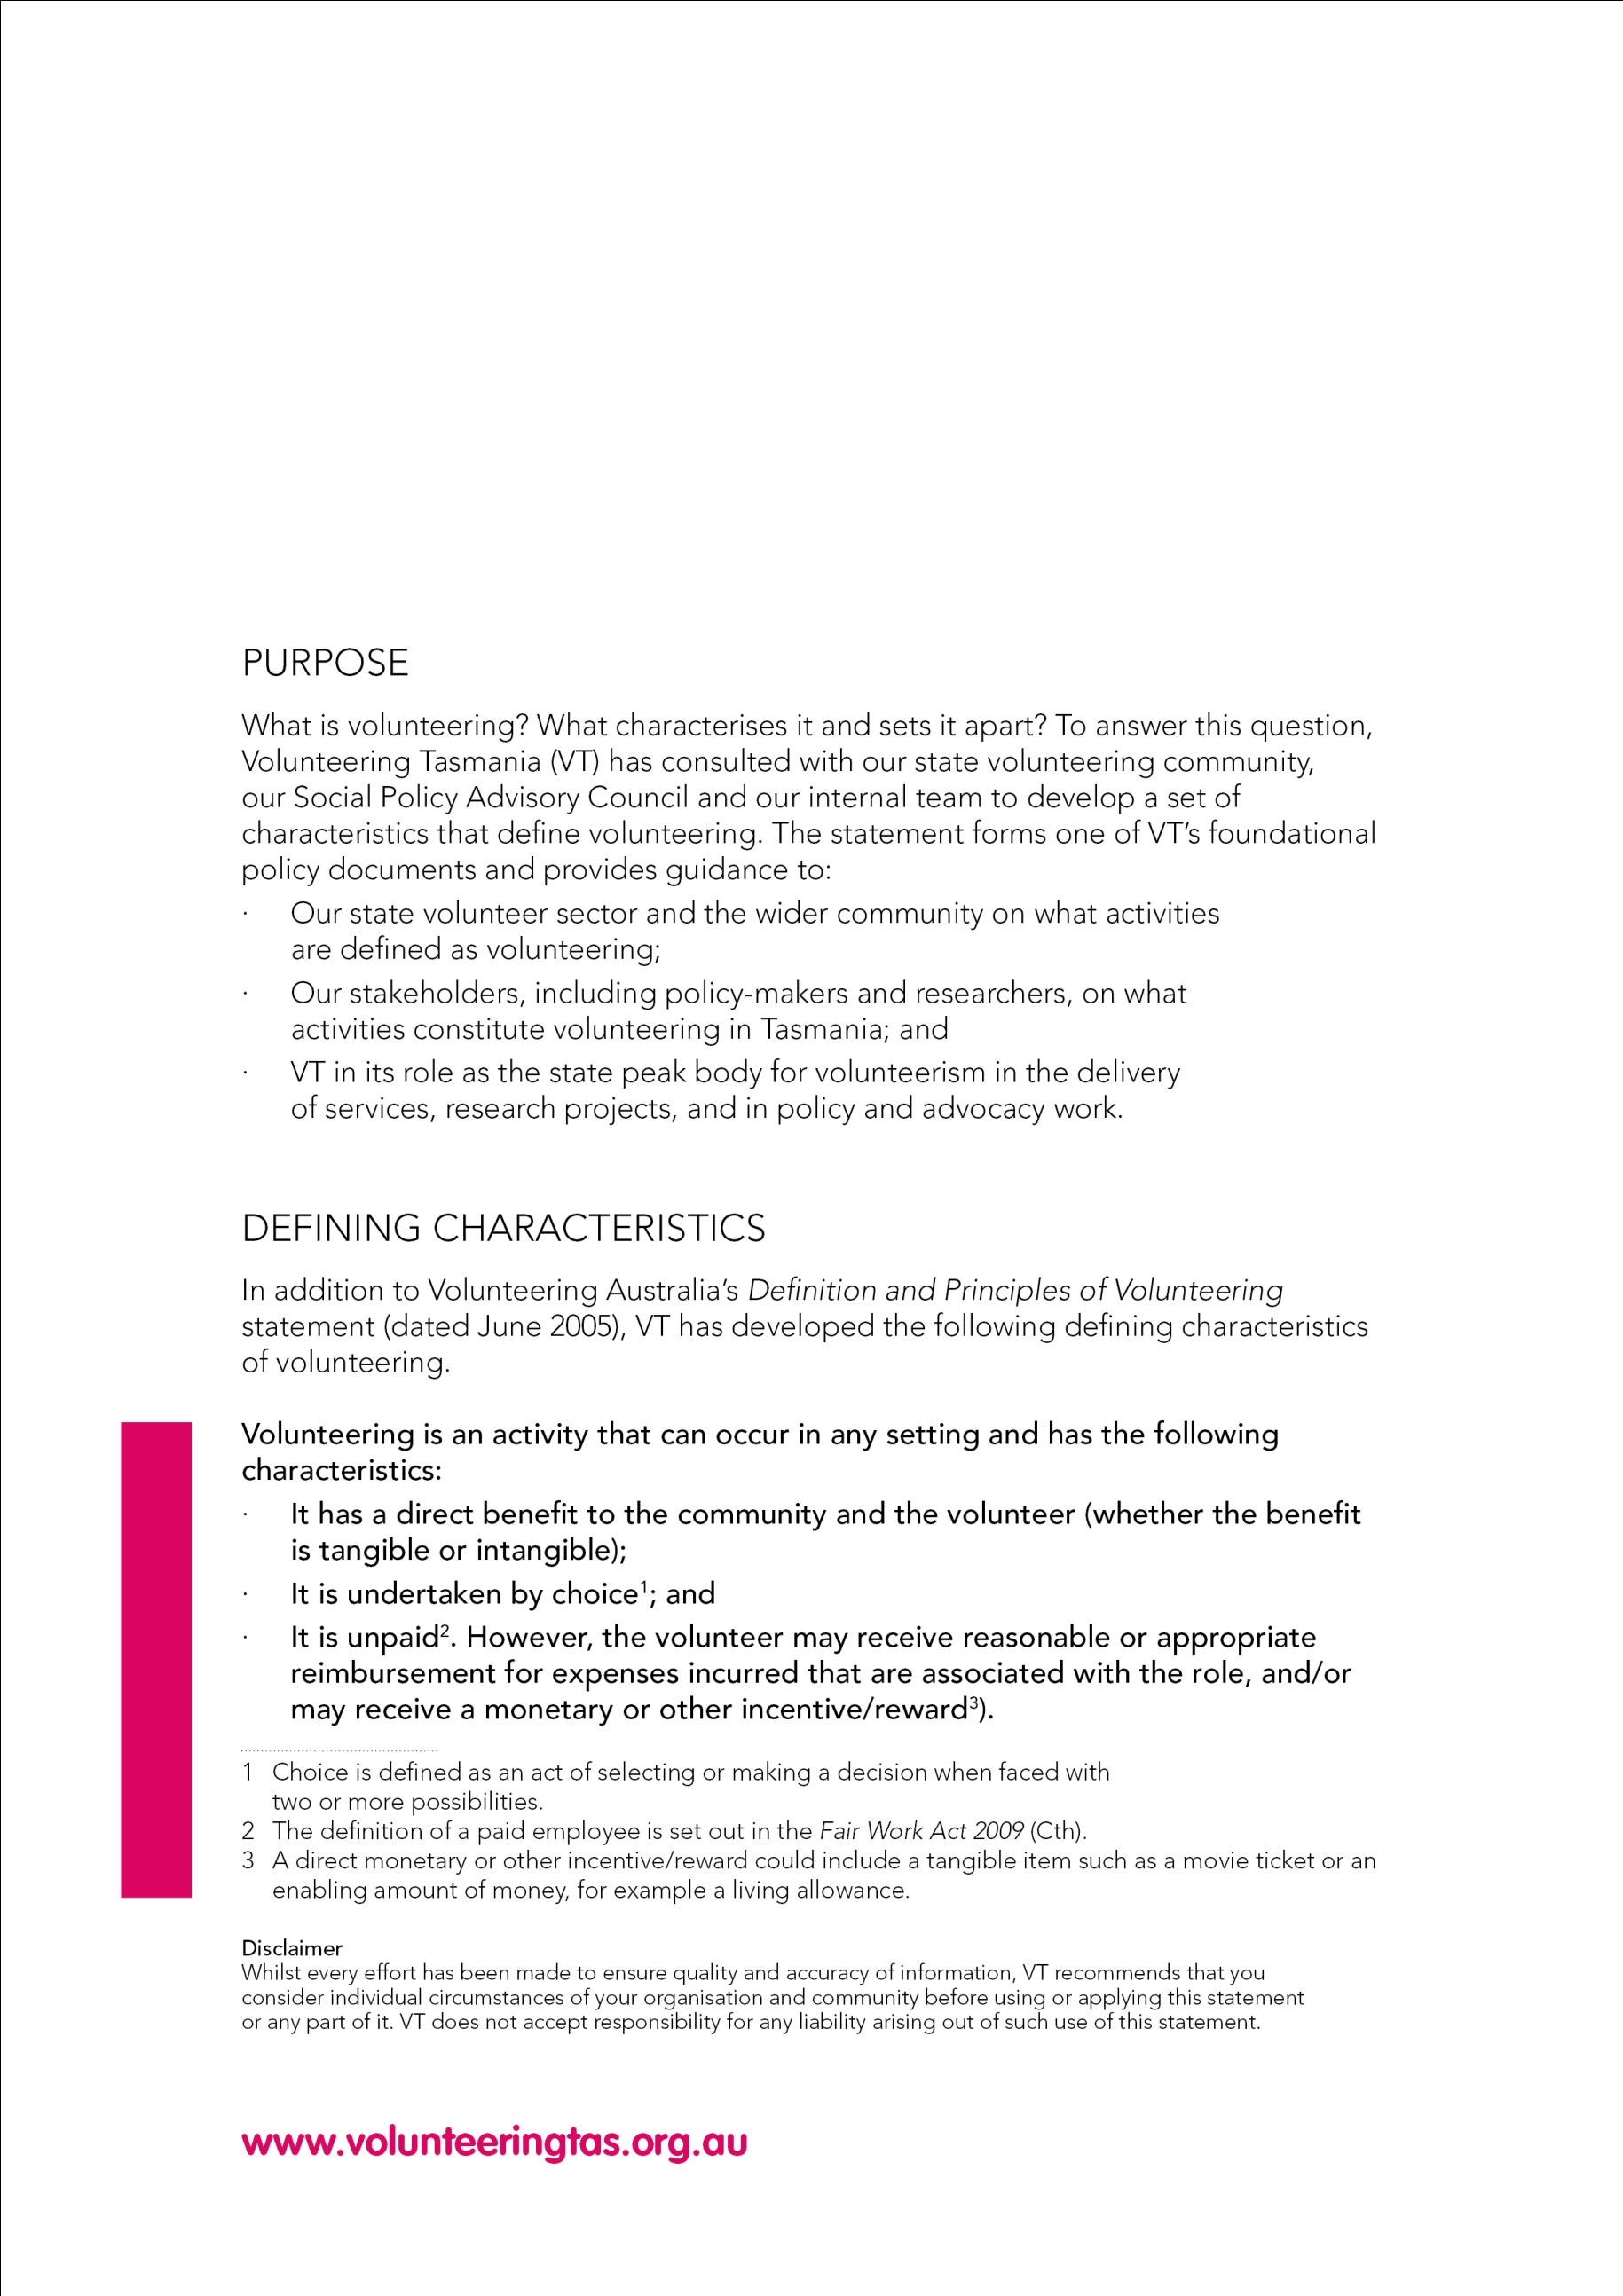 PURPOSE
What is volunteering? What characterises it and sets it apart? To answer this question,
Volunteering Tasmania (VT) has consulted with our state volunteering community,
our Social Policy Advisory Council and our internal team to develop a set of
characteristics that define volunteering. The statement forms one of VT’s foundational
policy documents and provides guidance to:
· Our state volunteer sector and the wider community on what activities
are defined as volunteering;
· Our stakeholders, including policy-makers and researchers, on what
activities constitute volunteering in Tasmania; and
· VT in its role as the state peak body for volunteerism in the delivery
of services, research projects, and in policy and advocacy work.
DEFINING CHARACTERISTICS
In addition to Volunteering Australia’s Definition and Principles of Volunteering
statement (dated June 2005), VT has developed the following defining characteristics
of volunteering.
Volunteering is an activity that can occur in any setting and has the following
characteristics:
· It has a direct benefit to the community and the volunteer (whether the benefit
is tangible or intangible);
· It is undertaken by choice¹; and
· It is unpaid². However, the volunteer may receive reasonable or appropriate
reimbursement for expenses incurred that are associated with the role, and/or
may receive a monetary or other incentive/reward³).
1 Choice is defined as an act of selecting or making a decision when faced with
two or more possibilities.
2 The definition of a paid employee is set out in the Fair Work Act 2009 (Cth).
3 A direct monetary or other incentive/reward could include a tangible item such as a movie ticket or an
enabling amount of money, for example a living allowance.
Disclaimer
Whilst every effort has been made to ensure quality and accuracy of information, VT recommends that you
consider individual circumstances of your organisation and community before using or applying this statement
or any part of it. VT does not accept responsibility for any liability arising out of such use of this statement.
www.volunteeringtas.org.au